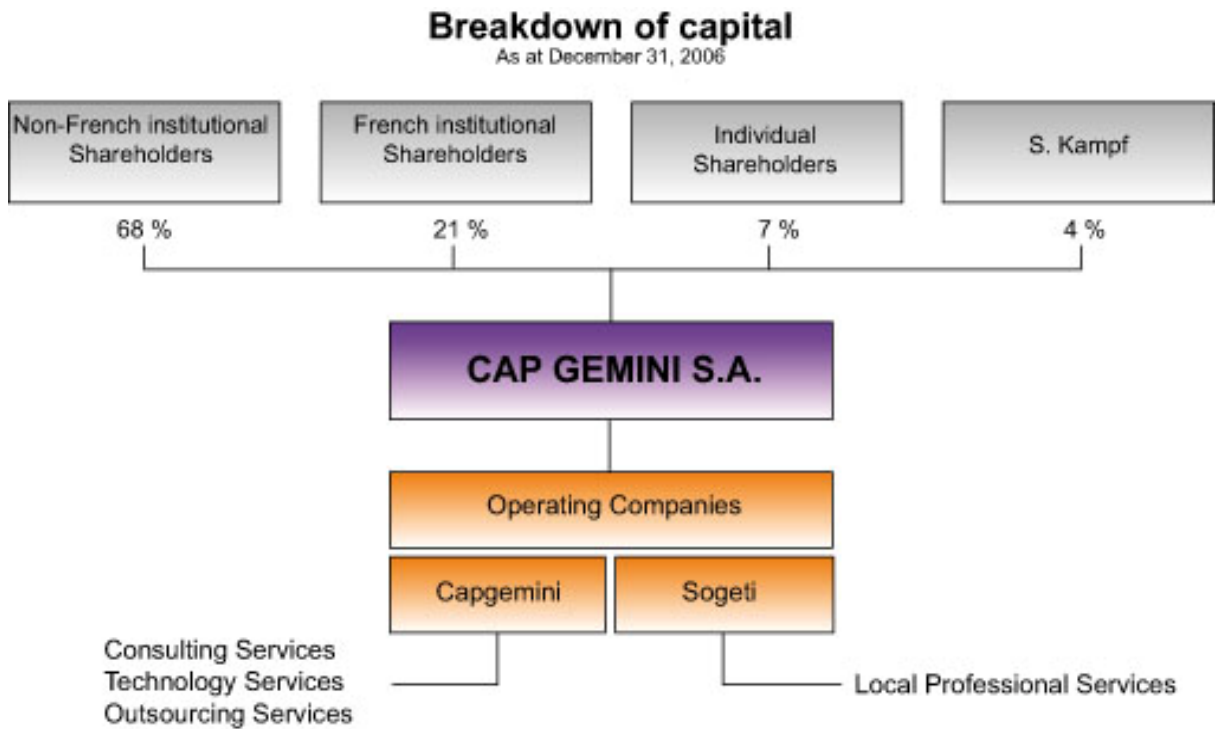 Breakdown of capital
As at December 31, 2006
Non-French institutional
Shareholders
French institutional
Shareholders
Individual
Shareholders
S. Kampf
68 %
21 %
7 %
4 %
CAP GEMINI S.A.
Operating Companies
Capgemini
Sogeti
Consulting Services
Technology Services
Outsourcing Services
Local Professional Services